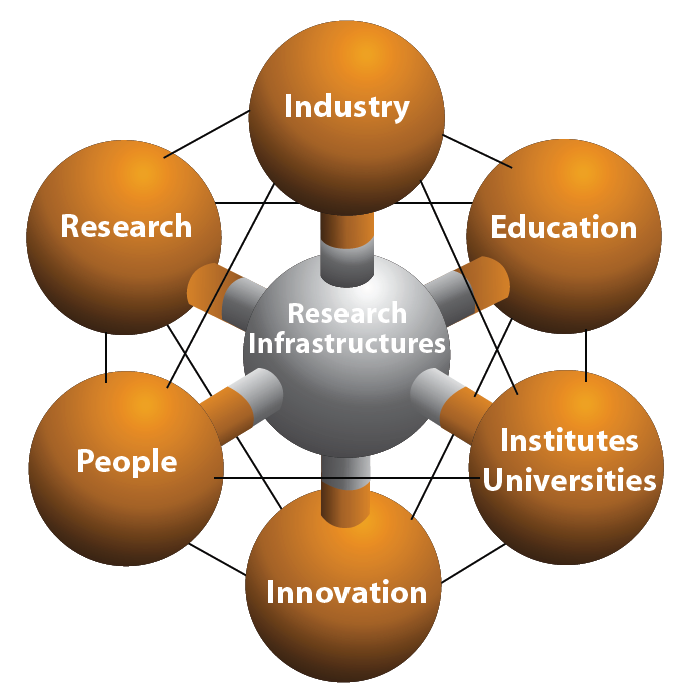 Industry
Research
Education
Research
Infrastructures
People
Institutes
Universities
Innovation